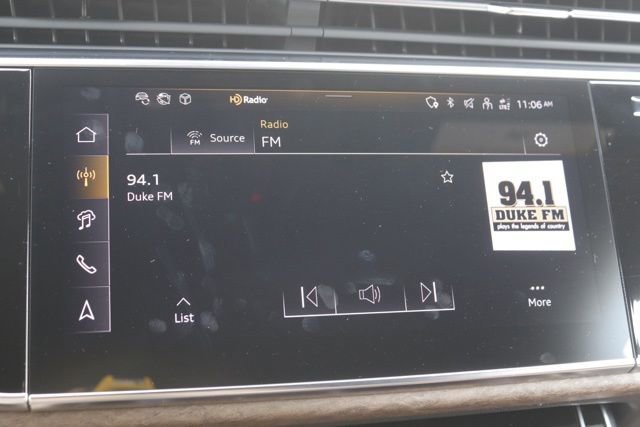 HD Radio 11:06 AM
Radio
FM Source FM
94.1
Duke FM
94.1
DUKE FM
plays the legends of country
List
More